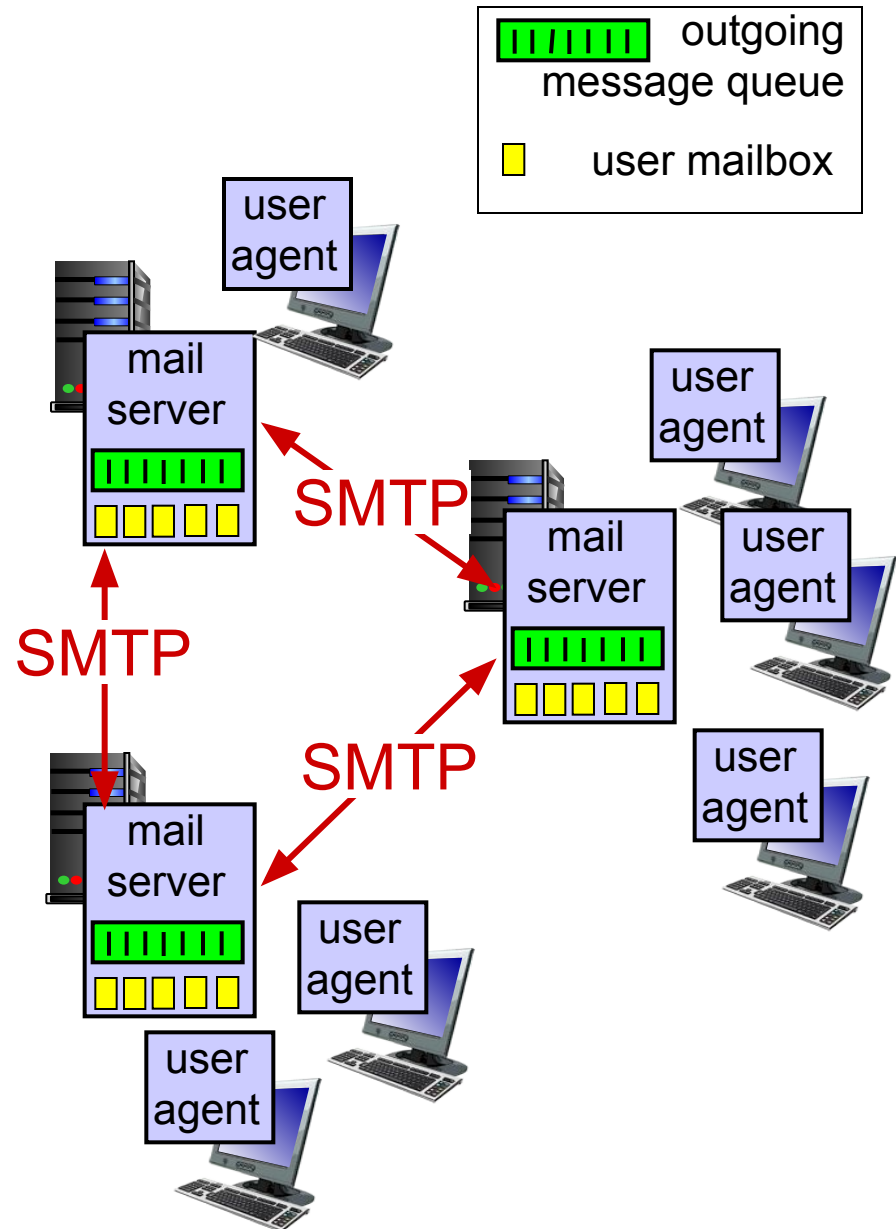 outgoing
message queue
user mailbox
user
agent
mail
server
SMTP
user
agent
mail
server
user
agent
SMTP
SMTP
user
agent
mail
server
user
agent
user
agent